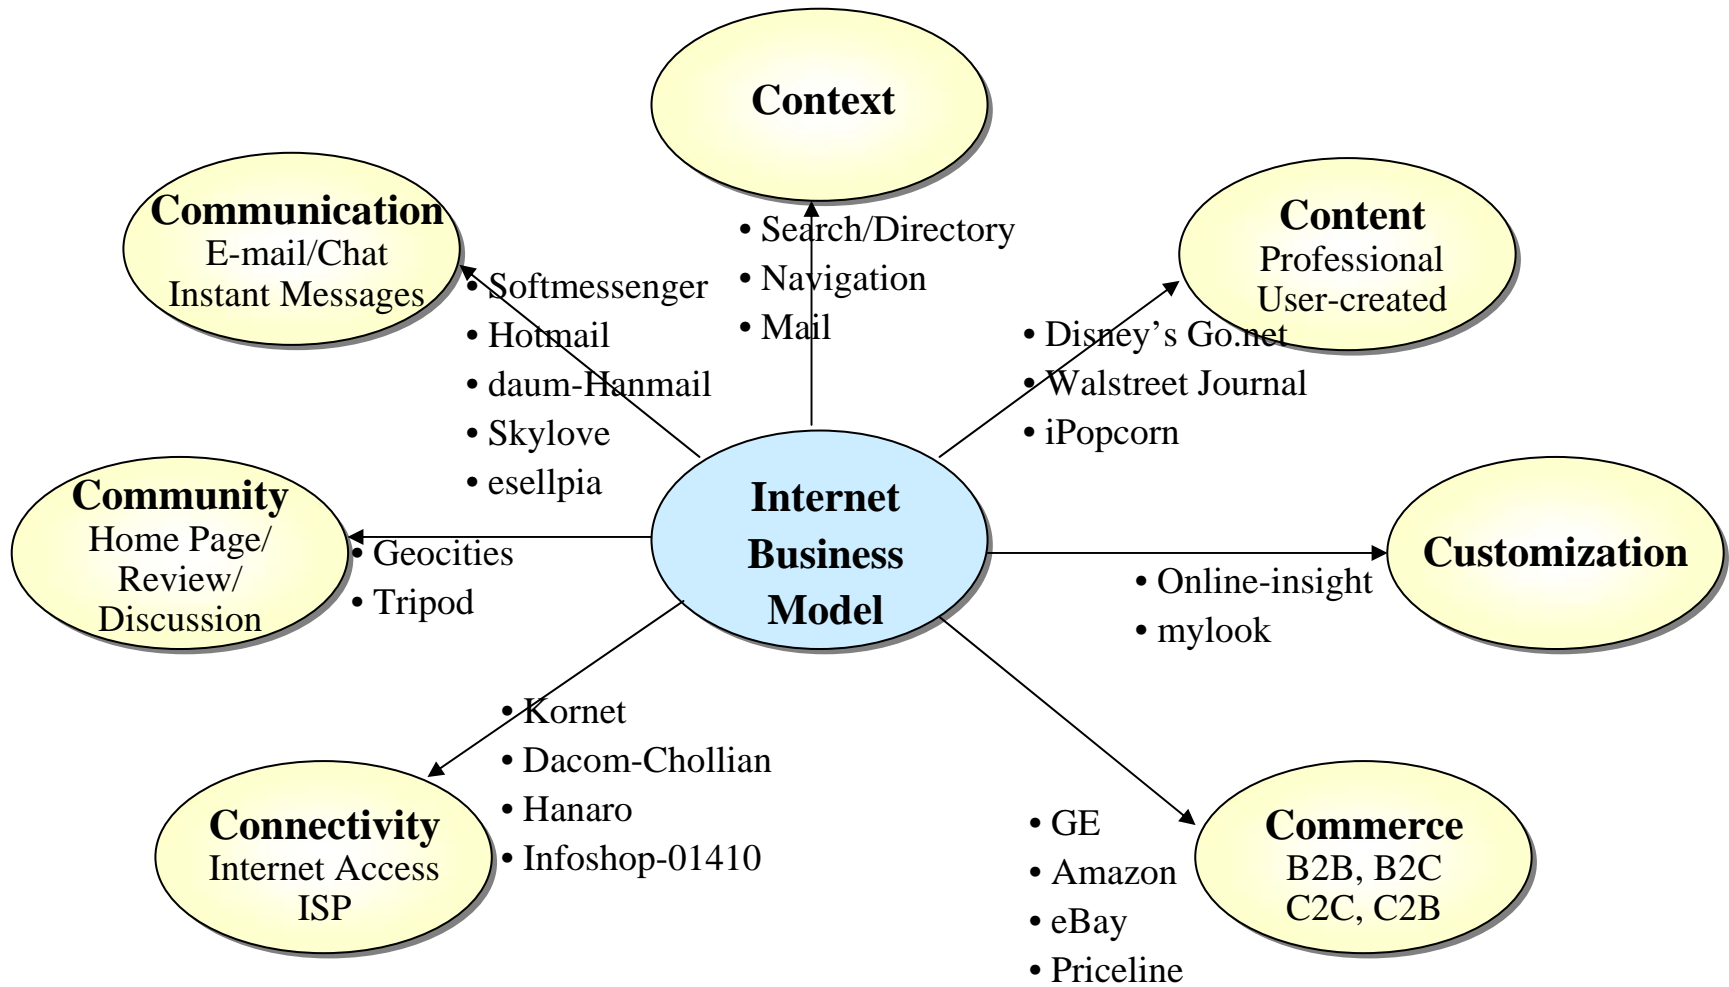 Context
• Search/Directory
• Navigation
• Mail
Communication
E-mail/Chat
Instant Messages
• Softmessenger
• Hotmail
• daum-Hanmail
• Skylove
• esellpia
Content
Professional
User-created
• Disney’s Go.net
• Walstreet Journal
• iPopcorn
Community
Home Page/
Review/
Discussion
• Geocities
• Tripod
Internet
Business
Model
Customization
• Online-insight
• mylook
Connectivity
Internet Access
ISP
• Kornet
• Dacom-Chollian
• Hanaro
• Infoshop-01410
Commerce
B2B, B2C
C2C, C2B
• GE
• Amazon
• eBay
• Priceline